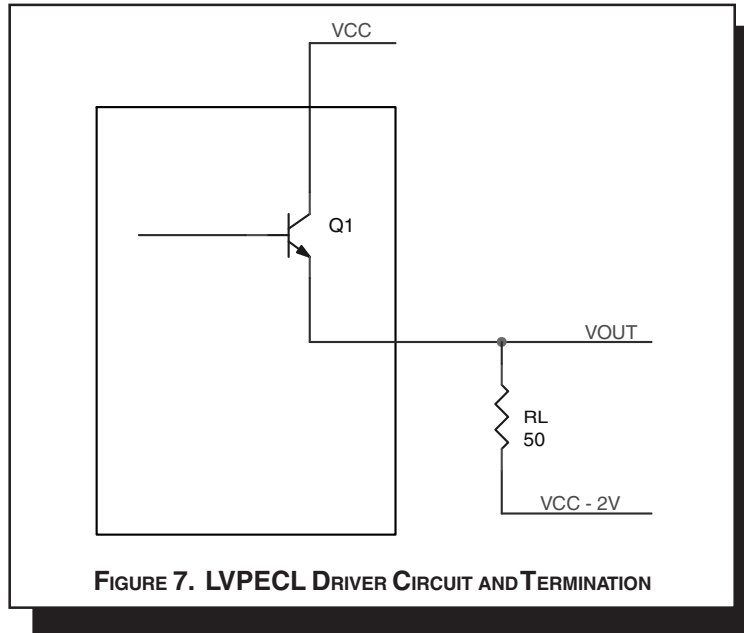 VCC
Q1
VOUT
RL
50
VCC - 2V
FIGURE 7. LVPECL DRIVER CIRCUIT AND TERMINATION